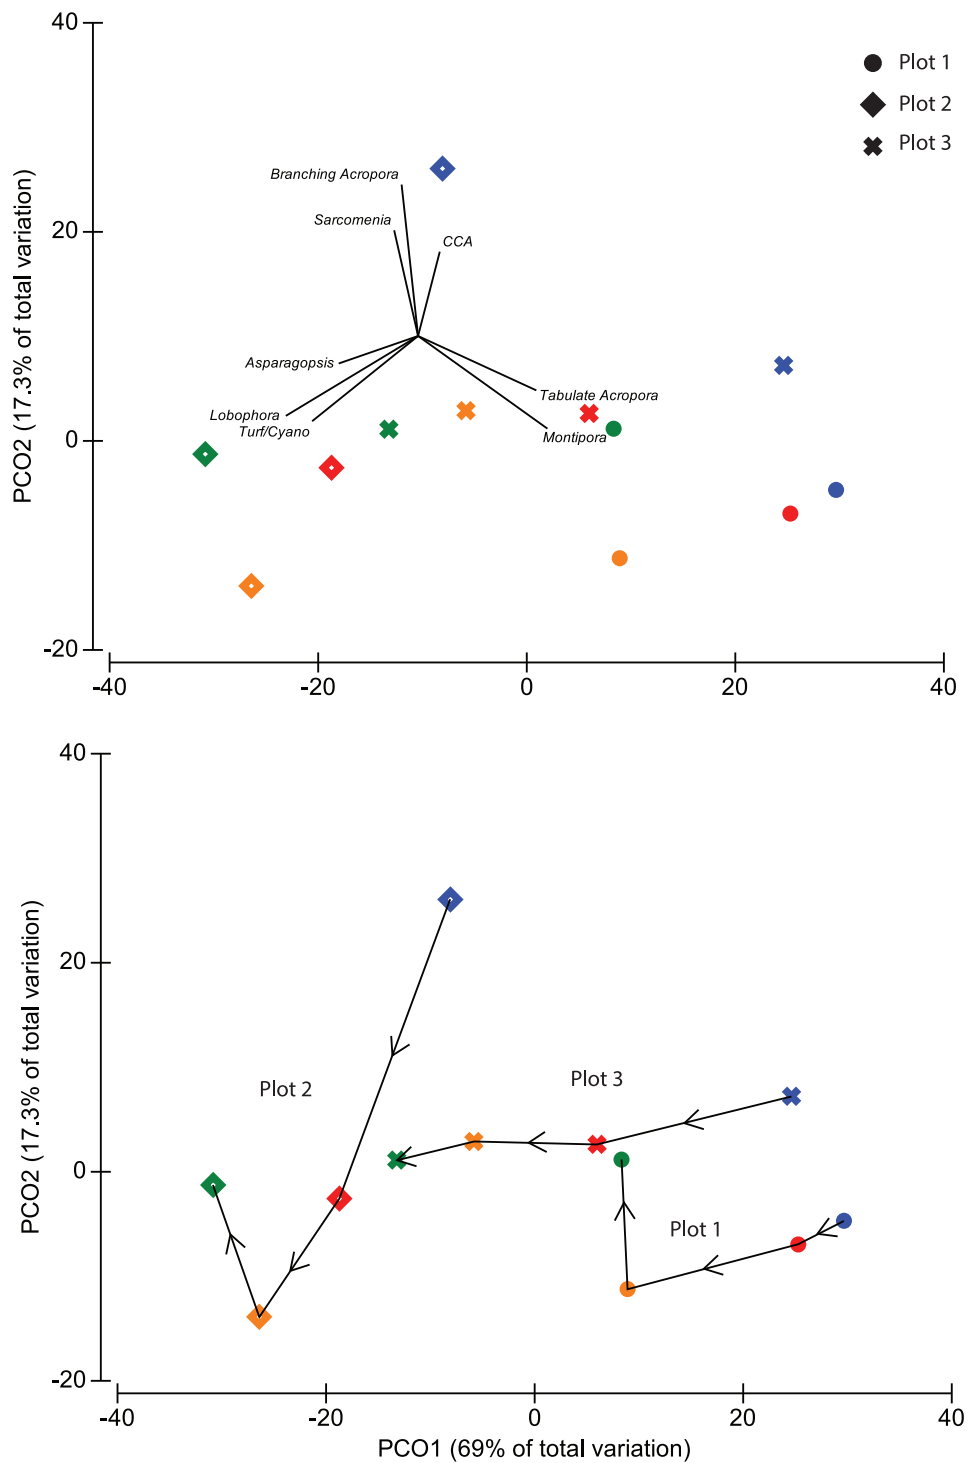 40
Plot 1
Plot 2
Plot 3
Branching Acropora
Sarcomenia
20
CCA
PCO2 (17.3% of total variation)
Asparagopsis
Tabulate Acropora
Lobophora
Turf/Cyano
Montipora
0
-20
-40
-20
0
20
40
40
20
PCO2 (17.3% of total variation)
Plot 2
Plot 3
0
Plot 1
-20
-40
-20
0
20
40
PCO1 (69% of total variation)